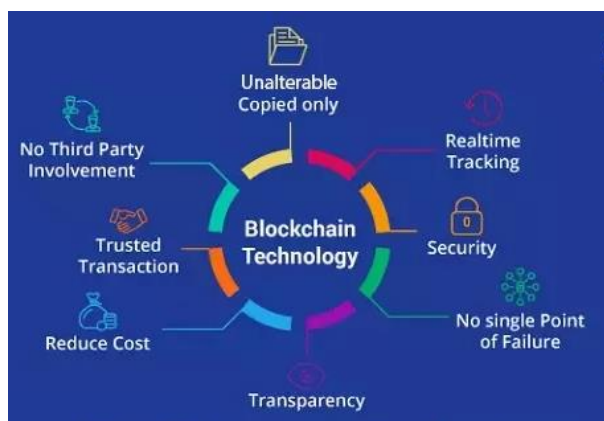 Unalterable
Copied only
Realtime
Tracking
No Third Party
Involvement
Blockchain
Technology
Security
Trusted
Transaction
No single Point
of Failure
Reduce Cost
Transparency